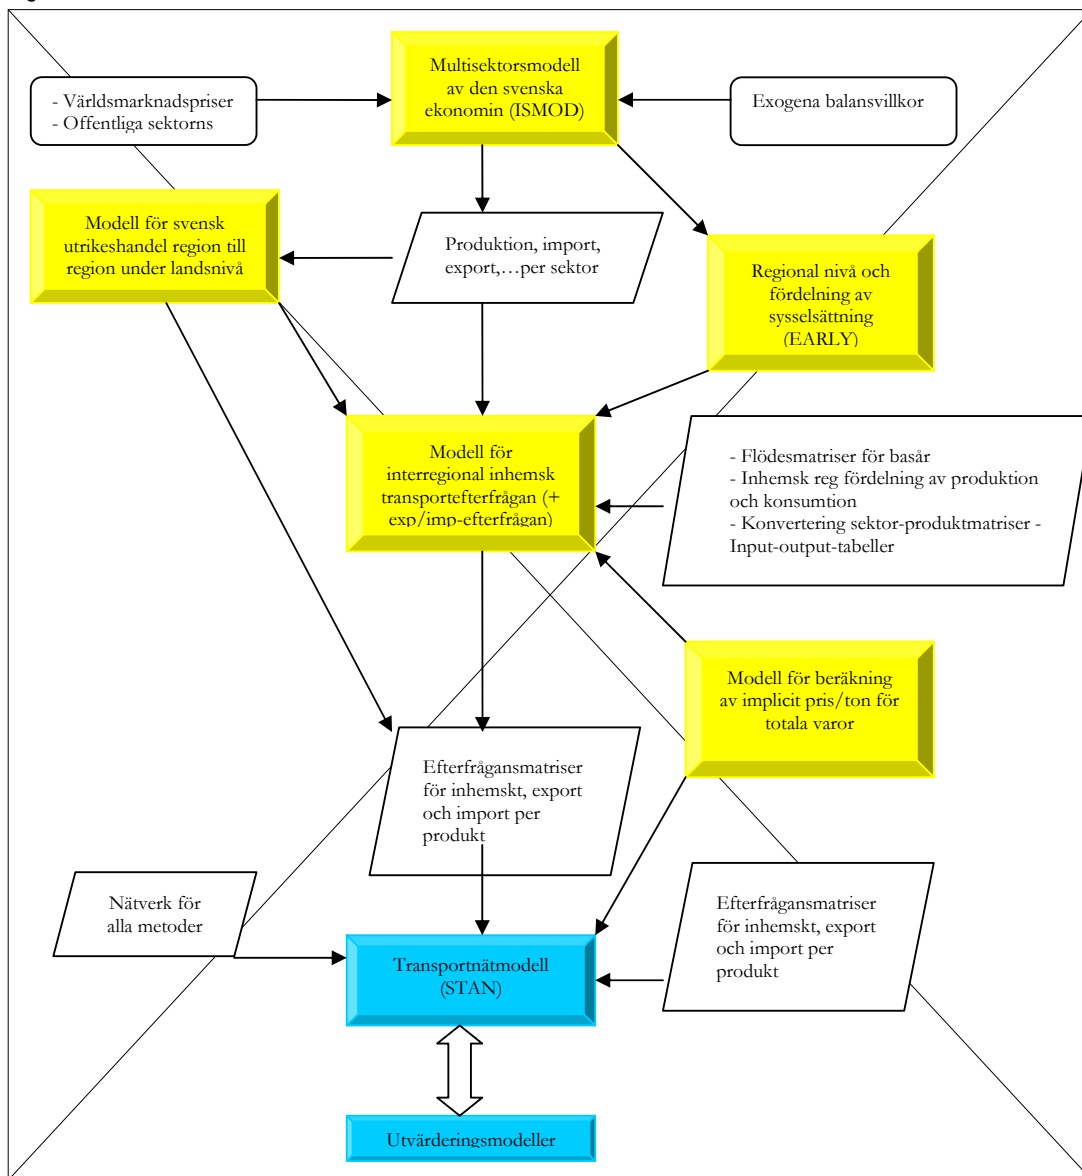 Multisektorsmodell
av den svenska
ekonomin (ISMOD)
- Världsmarknadspriser
- Offentliga sektorns
Exogena balansvillkor
Modell för svensk
utrikeshandel region till
region under landsnivå
Produktion, import,
export,…per sektor
Regional nivå och
fördelning av
sysselsättning
(EARLY)
Modell för
interregional inhemsk
transportefterfrågan (+
exp/imp-efterfrågan)
- Flödesmatriser för basår
- Inhemsk reg fördelning av produktion
och konsumtion
- Konvertering sektor-produktmatriser -
Input-output-tabeller
Modell för beräkning
av implicit pris/ton för
totala varor
Efterfrågansmatriser
för inhemskt, export
och import per
produkt
Nätverk för
alla metoder
Efterfrågansmatriser
för inhemskt, export
och import per
produkt
Transportnätmodell
(STAN)
Utvärderingsmodeller